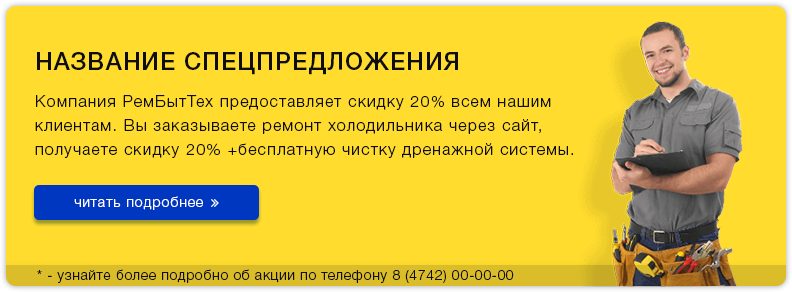 НАЗВАНИЕ СПЕЦПРЕДЛОЖЕНИЯ
Компания РемБытТех предоставляет скидку 20% всем нашим
клиентам. Вы заказываете ремонт холодильника через сайт,
получаете скидку 20% +бесплатную чистку дренажной системы.
читать подробнее »
* - узнайте более подробно об акции по телефону 8 (4742) 00-00-00